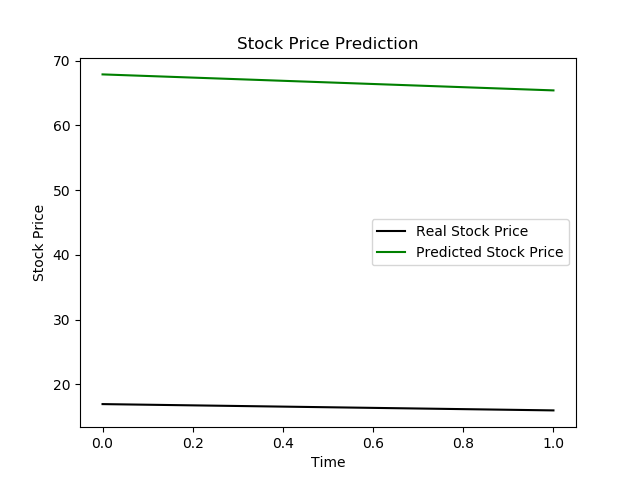 Stock Price Prediction
70
60
50
40
30
20
Stock Price
Real Stock Price
Predicted Stock Price
0.0 0.2 0.4 0.6 0.8 1.0
Time